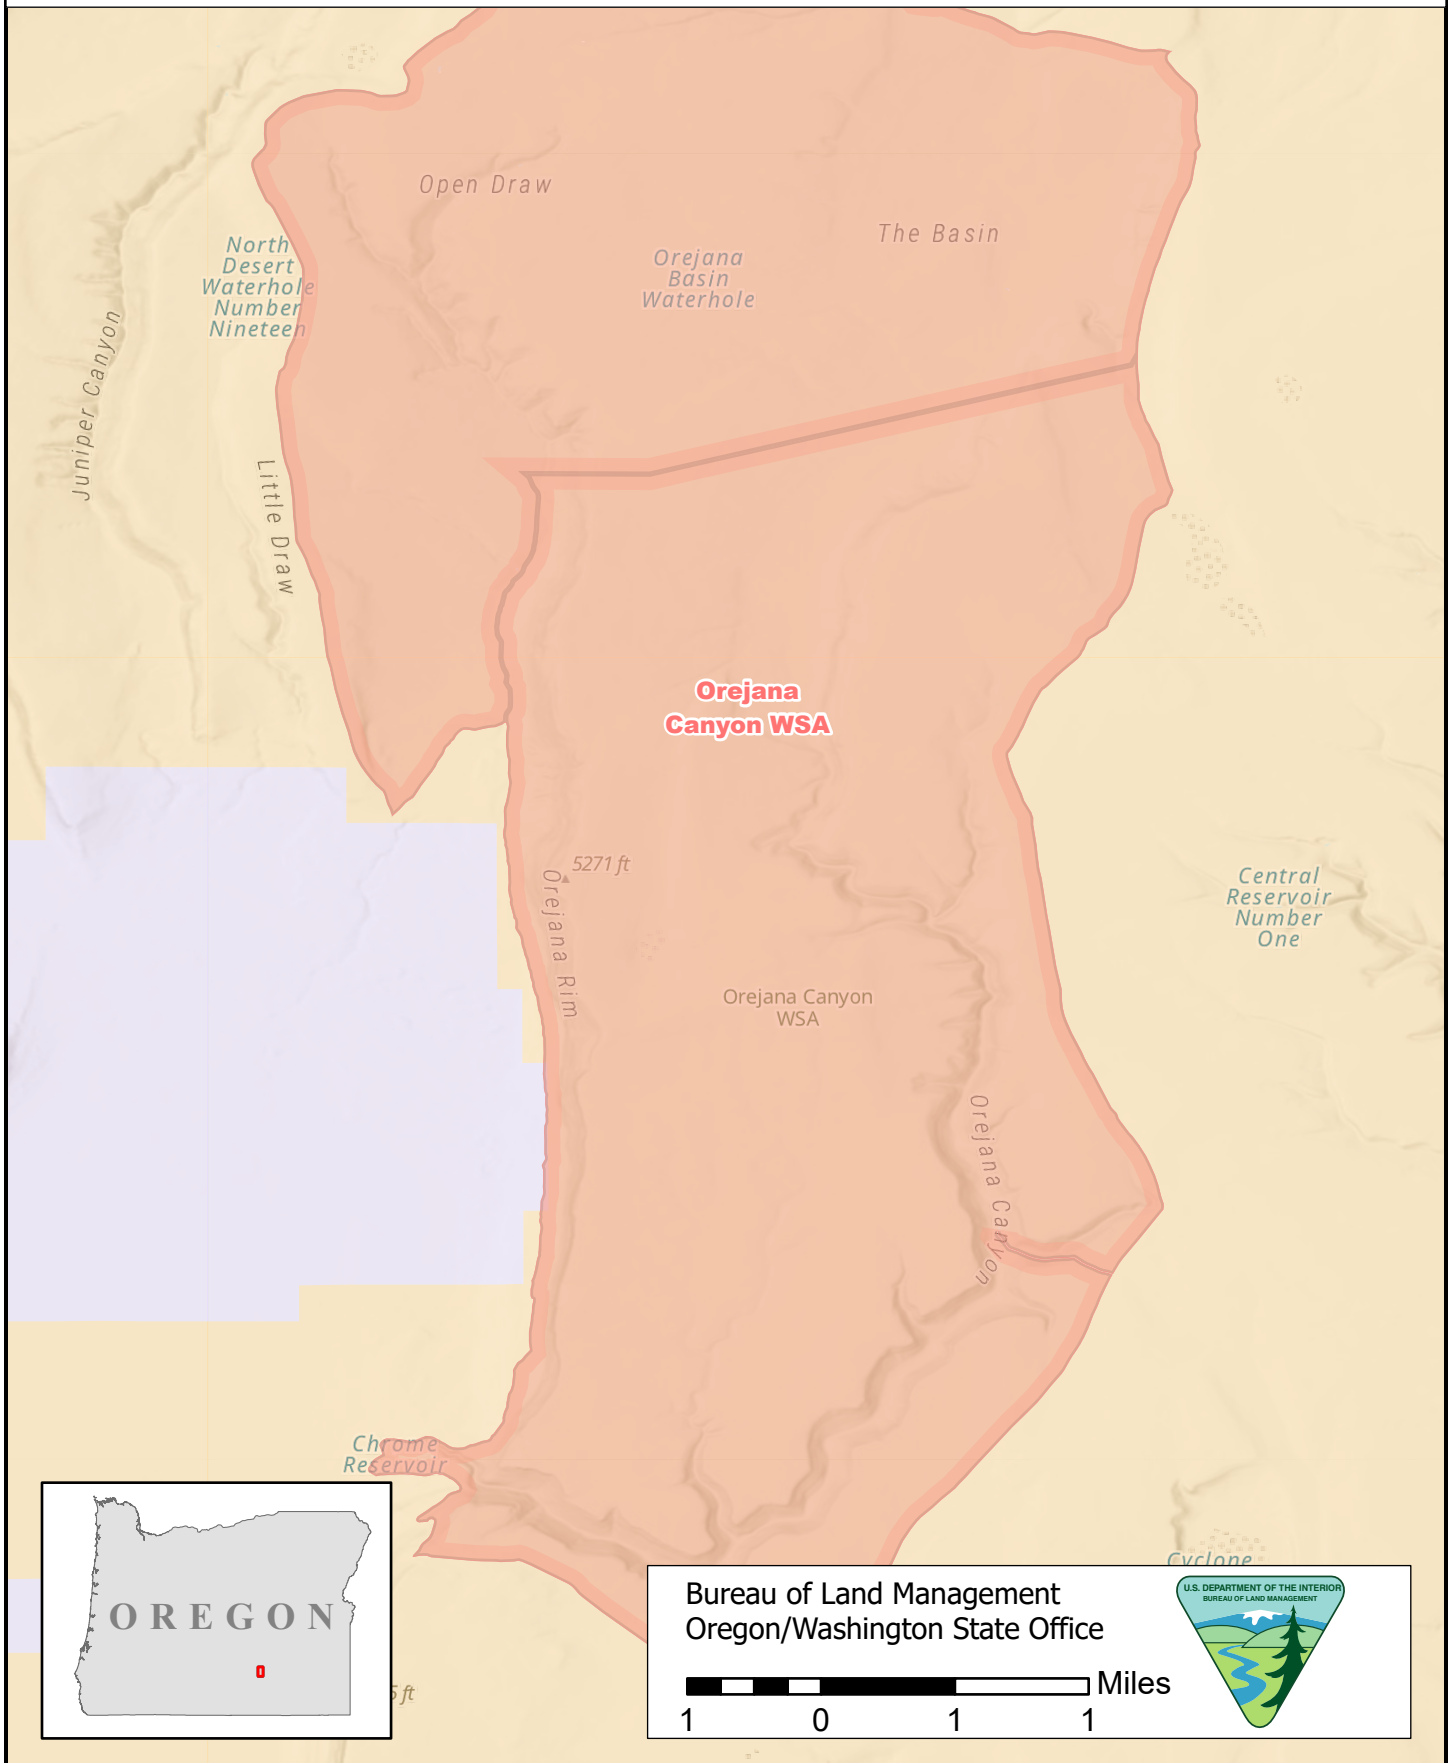 Open Draw
The Basin
North
Desert
Waterhole
Number
Nineteen
Orejana
Basin
Waterhole
Juniper Canyon
Little Draw
Orejana
Canyon WSA
5271 ft
Orejana Rim
Central
Reservoir
Number
One
Orejana Canyon
WSA
Orejana Canyon
Chrome
Reservoir
Cyclone
OREGON
5 ft
Bureau of Land Management
Oregon/Washington State Office
Miles
1 0 1 1
U.S. DEPARTMENT OF THE INTERIOR
BUREAU OF LAND MANAGEMENT